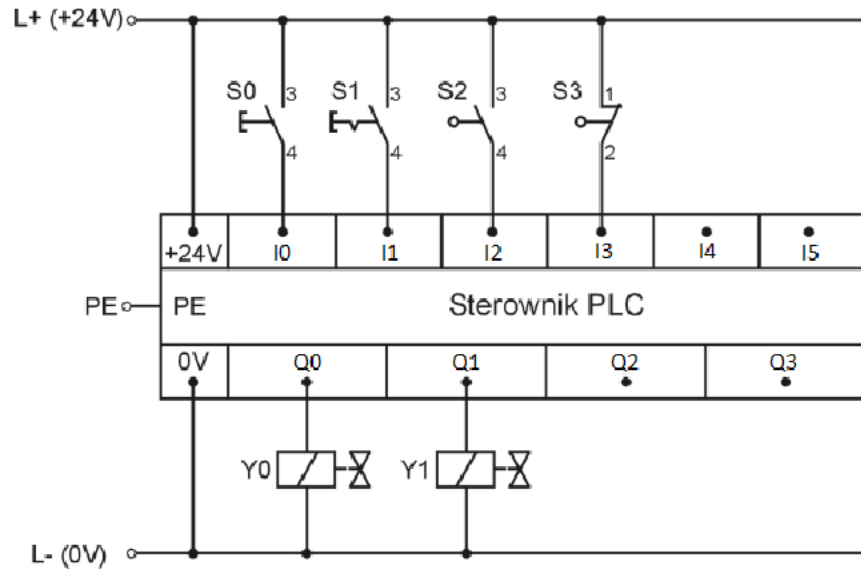 L+ (+24V)
S0 3 4
S1 3 4
S2 3 4
S3 1 2
+24V I0 I1 I2 I3 I4 I5
PE PE Sterownik PLC
0V Q0 Q1 Q2 Q3
Y0 Y1
L- (0V)